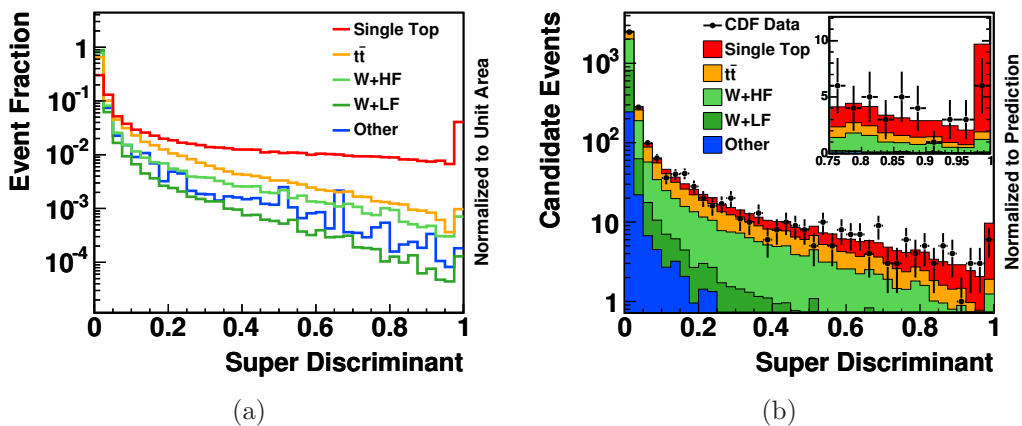 Event Fraction
1
10⁻¹
10⁻²
10⁻³
10⁻⁴
Single Top
tt̄
W+HF
W+LF
Other
0 0.2 0.4 0.6 0.8 1
Super Discriminant
Normalized to Unit Area
(a)
Candidate Events
10³
10²
10
1
CDF Data
Single Top
tt̄
W+HF
W+LF
Other
10
5
0
0.75 0.8 0.85 0.9 0.95 1
0 0.2 0.4 0.6 0.8 1
Super Discriminant
Normalized to Prediction
(b)